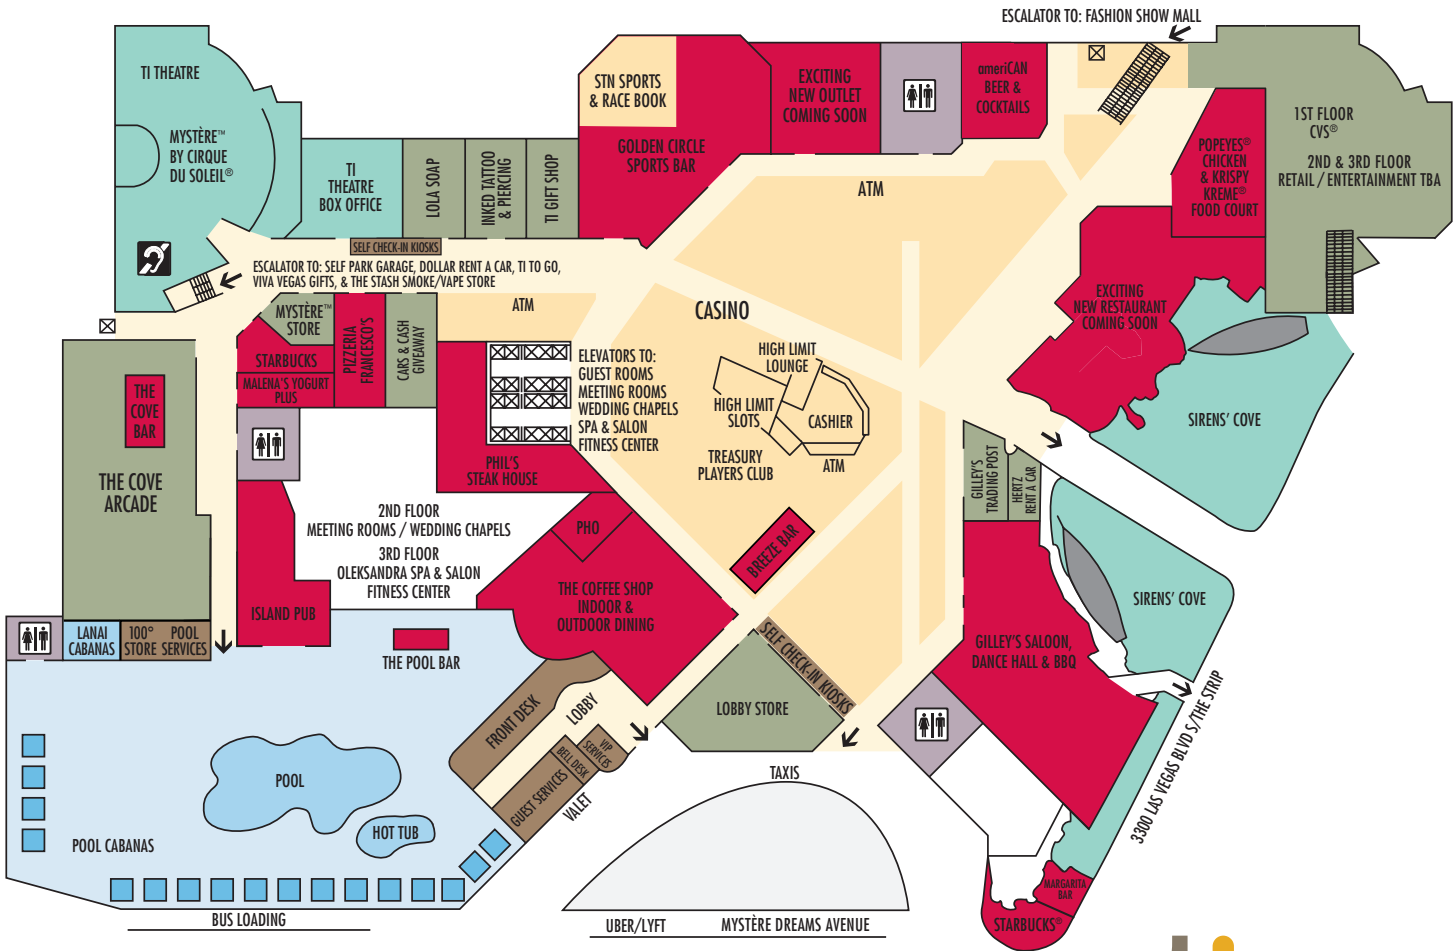 ESCALATOR TO: FASHION SHOW MALL
TI THEATRE
MYSTÈRE™
BY CIRQUE
DU SOLEIL®
TI
THEATRE
BOX OFFICE
LOLA SOAP
INKED TATTOO
& PIERCING
TI GIFT SHOP
STN SPORTS
& RACE BOOK
GOLDEN CIRCLE
SPORTS BAR
EXCITING
NEW OUTLET
COMING SOON
ameriCAN
BEER &
COCKTAILS
1ST FLOOR
CVS®
2ND & 3RD FLOOR
RETAIL / ENTERTAINMENT TBA
POPEYES®
CHICKEN
& KRISPY
KREME®
FOOD COURT
ATM
SELF CHECK-IN KIOSKS
ESCALATOR TO: SELF PARK GARAGE, DOLLAR RENT A CAR, TI TO GO,
VIVA VEGAS GIFTS, & THE STASH SMOKE/VAPE STORE
ATM
CASINO
EXCITING
NEW RESTAURANT
COMING SOON
MYSTÈRE™
STORE
STARBUCKS
MALENA'S YOGURT
PLUS
PIZZERIA
FRANCESCO'S
CARS & CASH
GIVEAWAY
ELEVATORS TO:
GUEST ROOMS
MEETING ROOMS
WEDDING CHAPELS
SPA & SALON
FITNESS CENTER
HIGH LIMIT
LOUNGE
HIGH LIMIT
SLOTS
CASHIER
ATM
TREASURY
PLAYERS CLUB
SIRENS' COVE
THE
COVE
BAR
THE COVE
ARCADE
PHIL'S
STEAK HOUSE
GILLEY'S
TRADING POST
HERTZ
RENT A CAR
2ND FLOOR
MEETING ROOMS / WEDDING CHAPELS
3RD FLOOR
OLEKSANDRA SPA & SALON
FITNESS CENTER
PHO
BREEZE BAR
THE COFFEE SHOP
INDOOR &
OUTDOOR DINING
SIRENS' COVE
ISLAND PUB
LANAI
CABANAS
100°
STORE
POOL
SERVICES
THE POOL BAR
GILLEY'S SALOON,
DANCE HALL & BBQ
SELF CHECK-IN KIOSKS
LOBBY STORE
FRONT DESK
LOBBY
VIP
SERVICES
BELL DESK
GUEST SERVICES
VALET
TAXIS
3300 LAS VEGAS BLVD S/THE STRIP
POOL
HOT TUB
POOL CABANAS
BUS LOADING
UBER/LYFT
MYSTÈRE DREAMS AVENUE
MARGARITA
BAR
STARBUCKS®